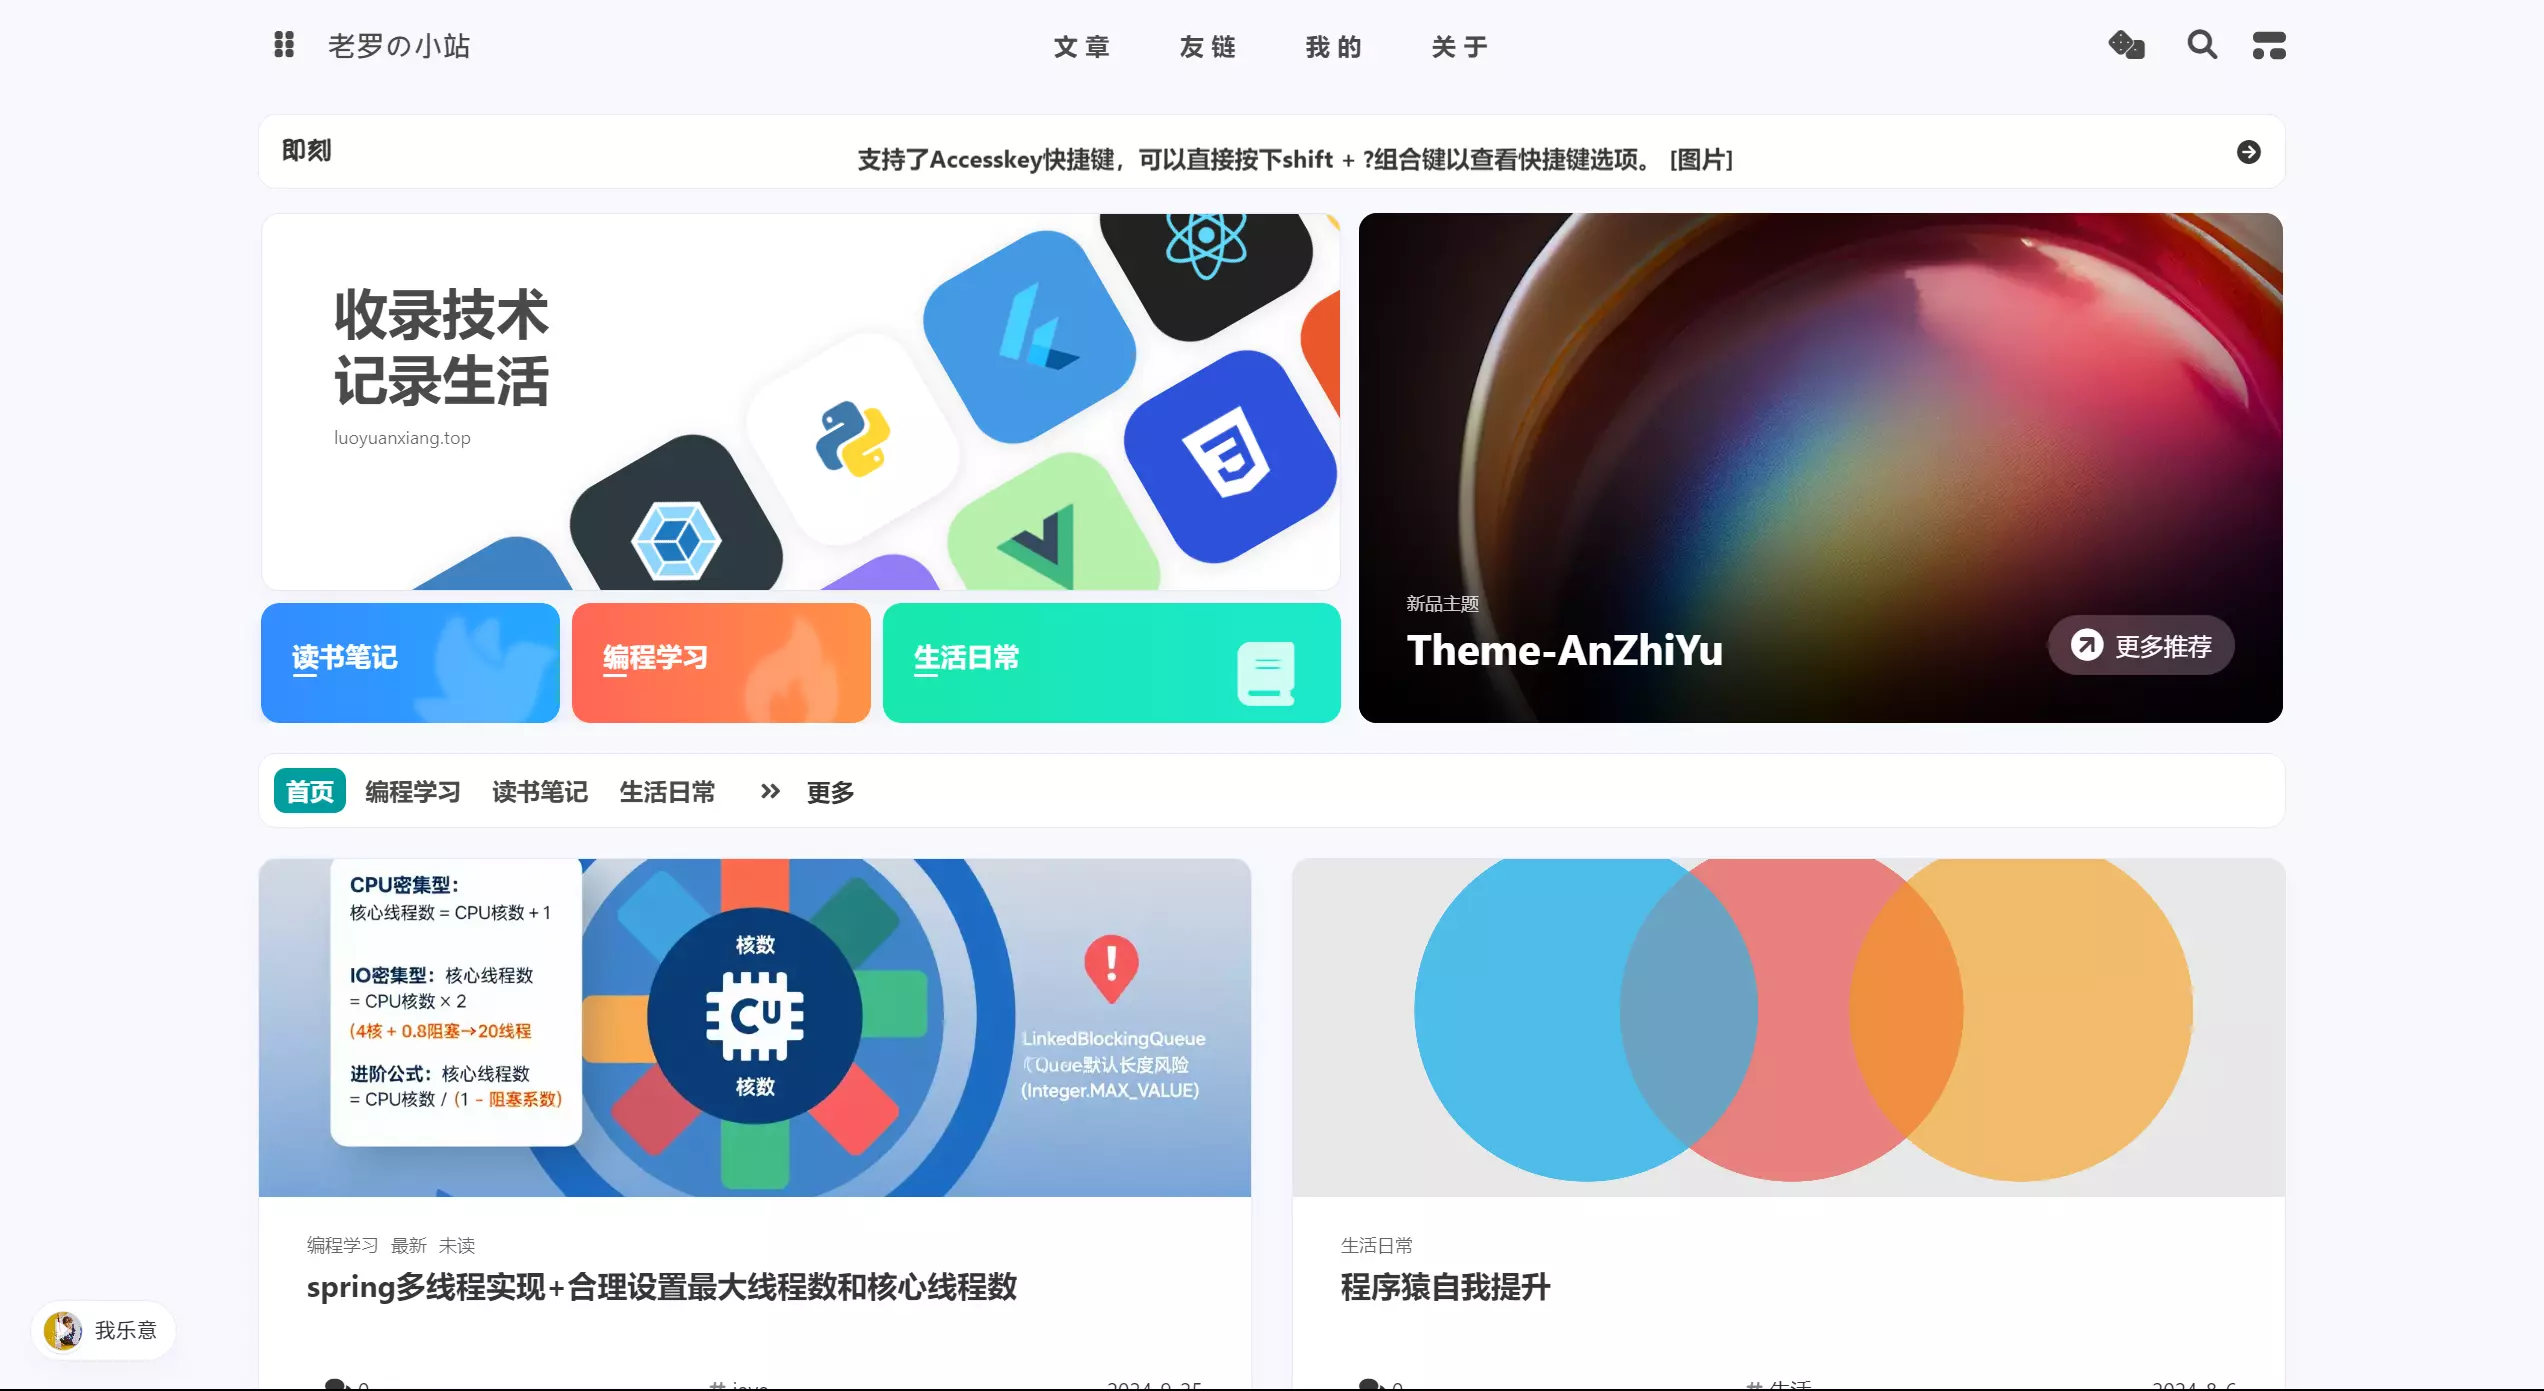 老罗の小站
文章 友链 我的 关于
即刻
支持了Accesskey快捷键，可以直接按下shift + ?组合键以查看快捷键选项。 [图片]
收录技术
记录生活
luoyuanxiang.top
新品主题
Theme-AnZhiYu
更多推荐
读书笔记
编程学习
生活日常
首页 编程学习 读书笔记 生活日常 更多
CPU密集型：
核心线程数 = CPU核数 + 1
IO密集型：核心线程数
= CPU核数 × 2
(4核 + 0.8阻塞→20线程
进阶公式：核心线程数
= CPU核数 / (1 - 阻塞系数)
核数
CU
核数
!
LinkedBlockingQueue
默认长度风险
(Integer.MAX_VALUE)
编程学习 最新 未读
spring多线程实现+合理设置最大线程数和核心线程数
生活日常
程序猿自我提升
我乐意